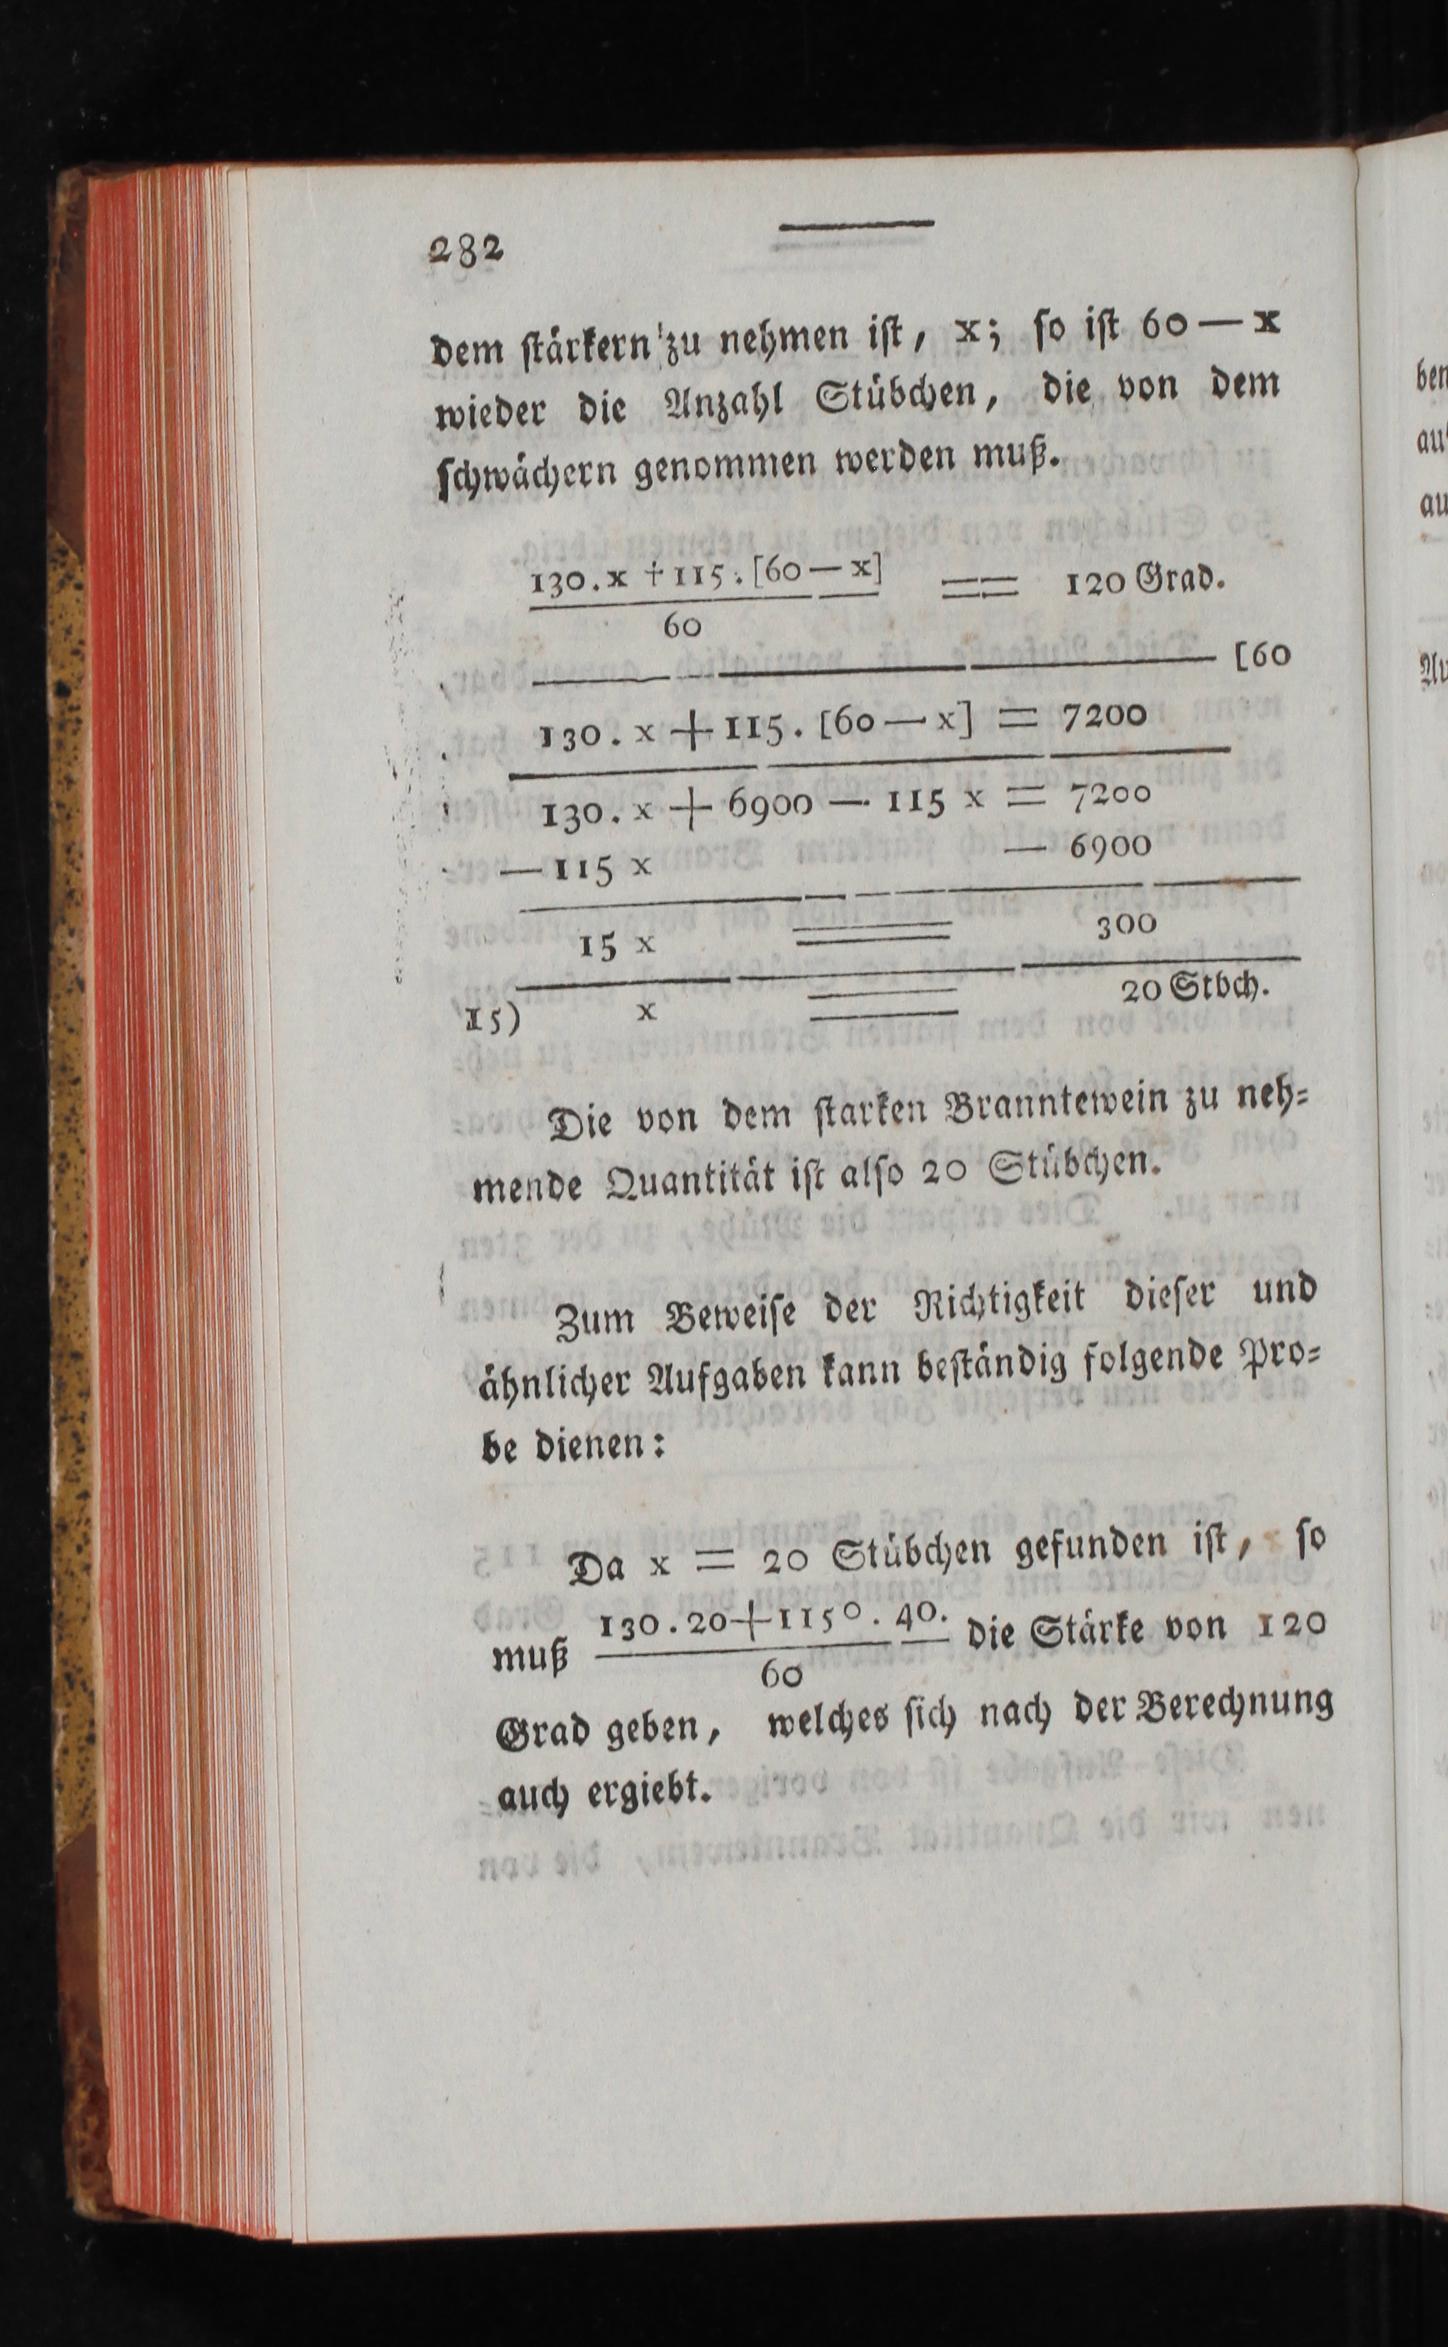 282
dem stärkern zu nehmen ist, x; so ist 60 — x
wieder die Anzahl Stübchen, die von dem
schwächern genommen werden muß.
130.x + 115.[60 — x] == 120 Grad.
60
[60
130. x + 115. [60 — x] = 7200
130. x + 6900 — 115 x = 7200
— 115 x — 6900
15 x = 300
15) x = 20 Stbch.
Die von dem starken Branntewein zu neh-
mende Quantität ist also 20 Stübchen.
Zum Beweise der Richtigkeit dieser und
ähnlicher Aufgaben kann beständig folgende Pro-
be dienen:
Da x = 20 Stübchen gefunden ist, so
muß 130.20+115°.40. die Stärke von 120
60
Grad geben, welches sich nach der Berechnung
auch ergiebt.